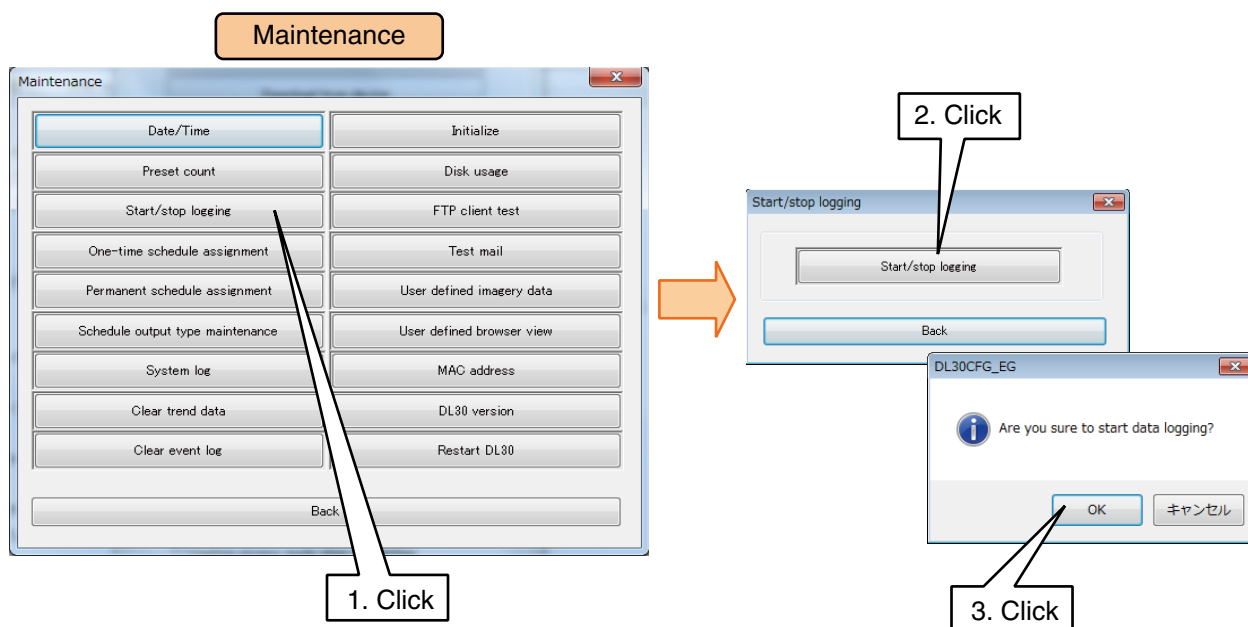 Maintenance
Maintenance
Date/Time
Initialize
Preset count
Disk usage
Start/stop logging
FTP client test
One-time schedule assignment
Test mail
Permanent schedule assignment
User defined imagery data
Schedule output type maintenance
User defined browser view
System log
MAC address
Clear trend data
DL30 version
Clear event log
Restart DL30
Back
1. Click
2. Click
Start/stop logging
Start/stop logging
Back
DL30CFG_EG
Are you sure to start data logging?
OK
キャンセル
3. Click